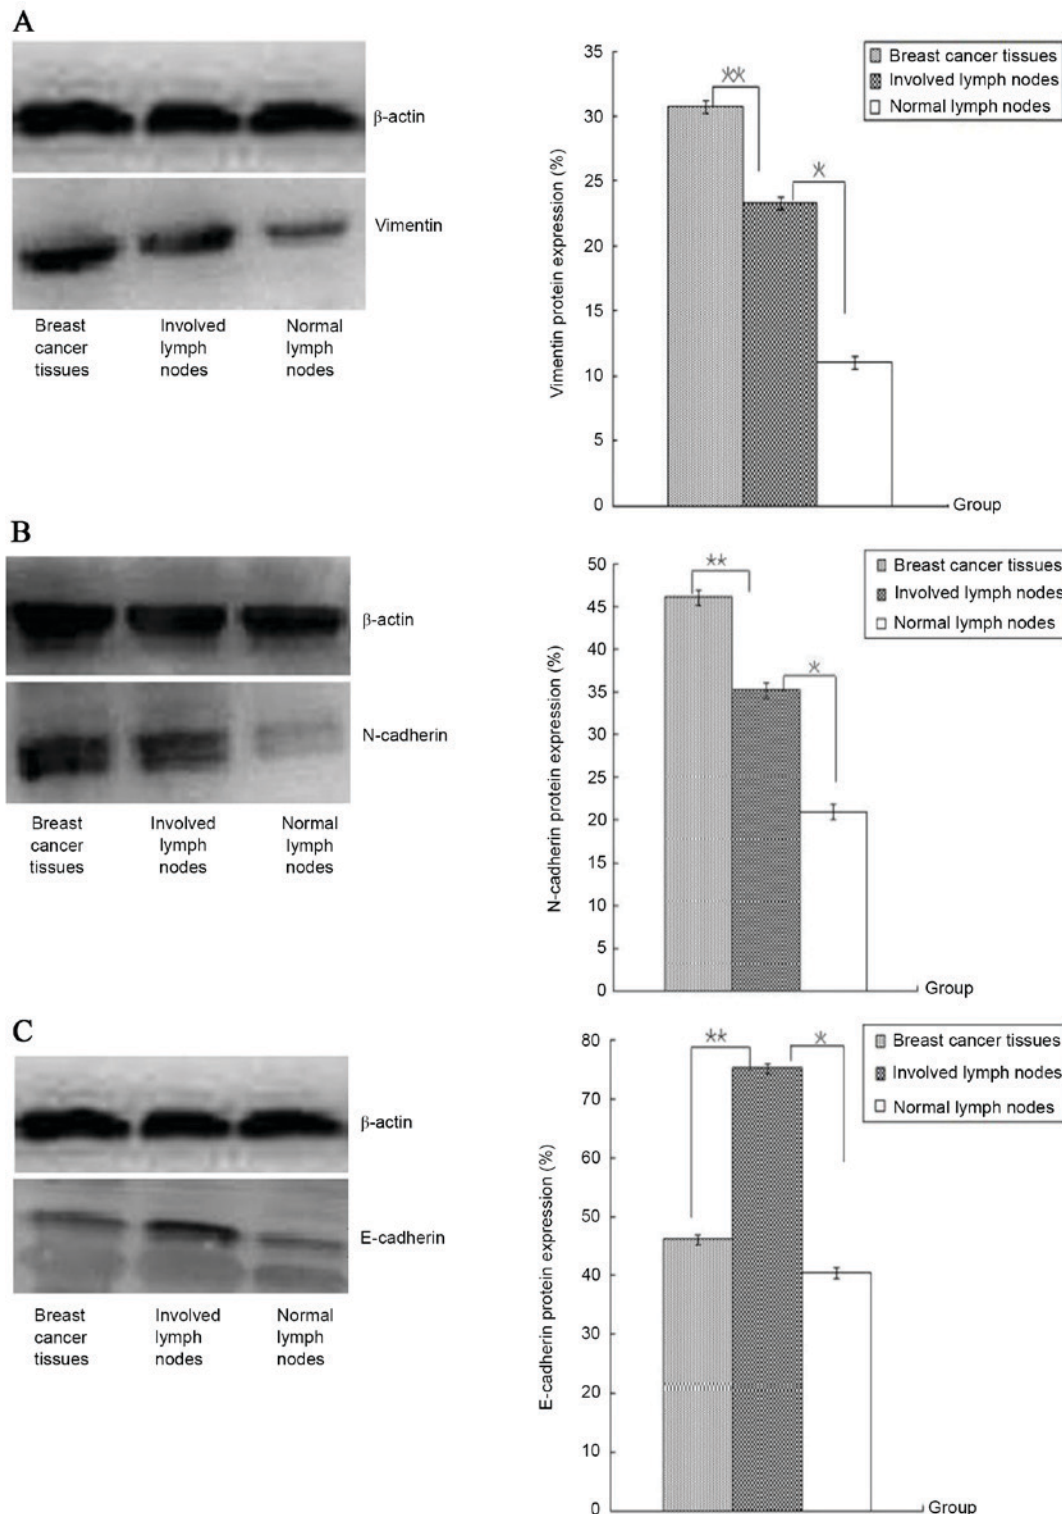 A
β-actin
Vimentin
Breast cancer tissues
Involved lymph nodes
Normal lymph nodes
35
30
25
20
15
10
5
0
Vimentin protein expression (%)
**
*
Group
Breast cancer tissues
Involved lymph nodes
Normal lymph nodes
B
β-actin
N-cadherin
Breast cancer tissues
Involved lymph nodes
Normal lymph nodes
50
45
40
35
30
25
20
15
10
5
0
N-cadherin protein expression (%)
**
*
Group
Breast cancer tissues
Involved lymph nodes
Normal lymph nodes
C
β-actin
E-cadherin
Breast cancer tissues
Involved lymph nodes
Normal lymph nodes
80
70
60
50
40
30
20
40
10
0
E-cadherin protein expression (%)
**
*
Group
Breast cancer tissues
Involved lymph nodes
Normal lymph nodes